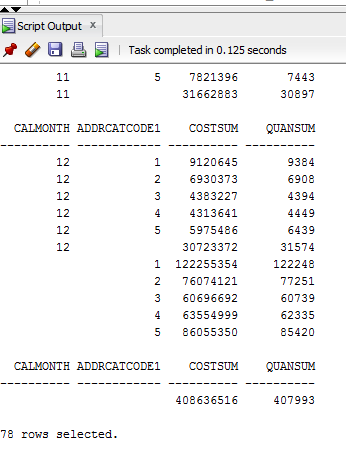 Script Output x
Task completed in 0.125 seconds
11 5 7821396 7443
11 31662883 30897
CALMONTH ADDRCATCODE1 COSTSUM QUANSUM
---------- ------------ ---------- ----------
12 1 9120645 9384
12 2 6930373 6908
12 3 4383227 4394
12 4 4313641 4449
12 5 5975486 6439
12 30723372 31574
1 122255354 122248
2 76074121 77251
3 60696692 60739
4 63554999 62335
5 86055350 85420
CALMONTH ADDRCATCODE1 COSTSUM QUANSUM
---------- ------------ ---------- ----------
408636516 407993
78 rows selected.